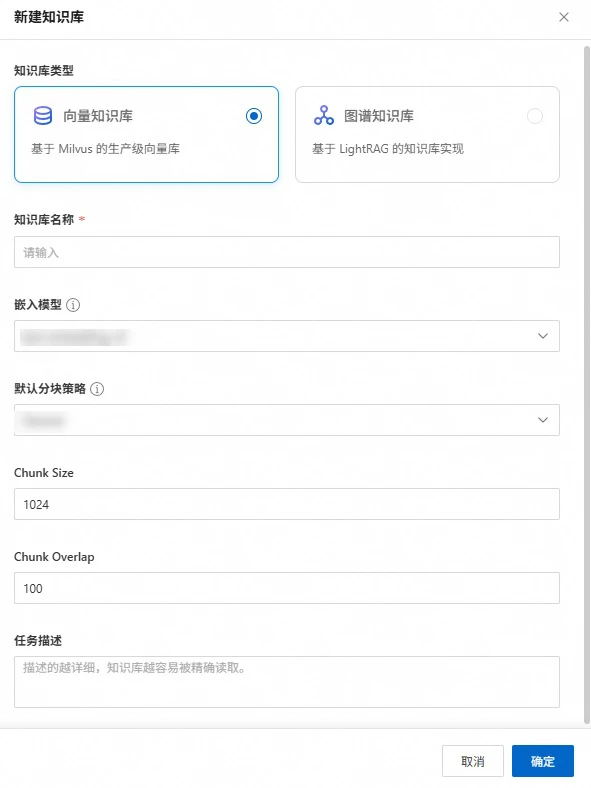 新建知识库
知识库类型
向量知识库
基于 Milvus 的生产级向量库
图谱知识库
基于 LightRAG 的知识库实现
知识库名称 *
请输入
嵌入模型
默认分块策略
Chunk Size
1024
Chunk Overlap
100
任务描述
描述的越详细，知识库越容易被精确读取。
取消
确定